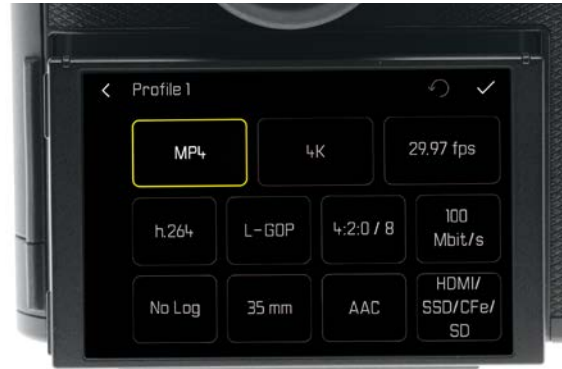 Profile 1
MP4
4K
29.97 fps
h.264
L-GOP
4:2:0 / 8
100
Mbit/s
No Log
35 mm
AAC
HDMI/
SSD/CFe/
SD